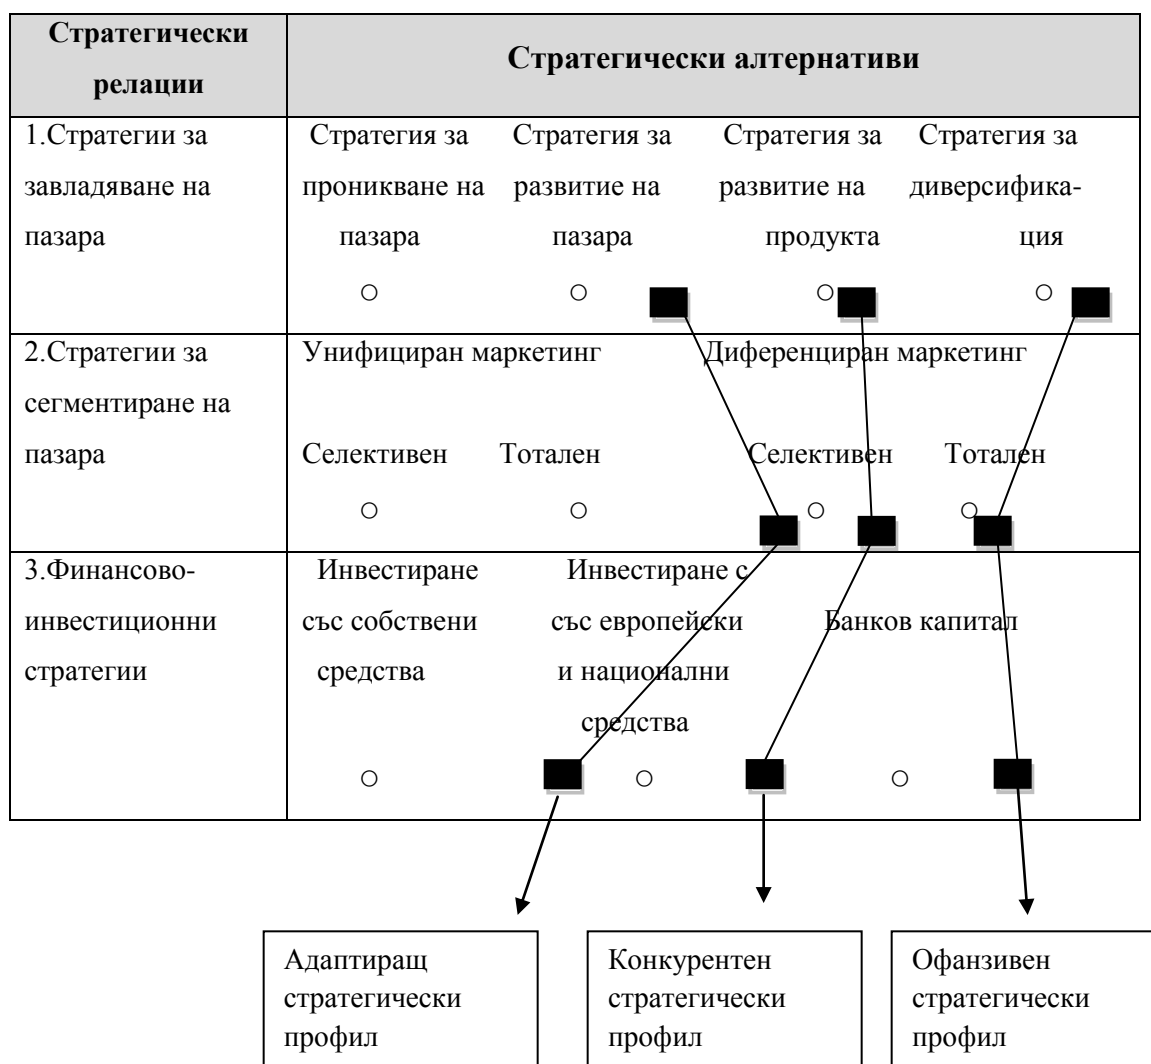 Стратегически
релации
Стратегически алтернативи
1.Стратегии за
завладяване на
пазара
Стратегия за
проникване на
пазара
Стратегия за
развитие на
пазара
Стратегия за
развитие на
продукта
Стратегия за
диверсифика-
ция
2.Стратегии за
сегментиране на
пазара
Унифициран маркетинг
Диференциран маркетинг
Селективен
Тотален
Селективен
Тотален
3.Финансово-
инвестиционни
стратегии
Инвестиране
със собствени
средства
Инвестиране с
със европейски
и национални
средства
Банков капитал
Адаптиращ
стратегически
профил
Конкурентен
стратегически
профил
Офанзивен
стратегически
профил